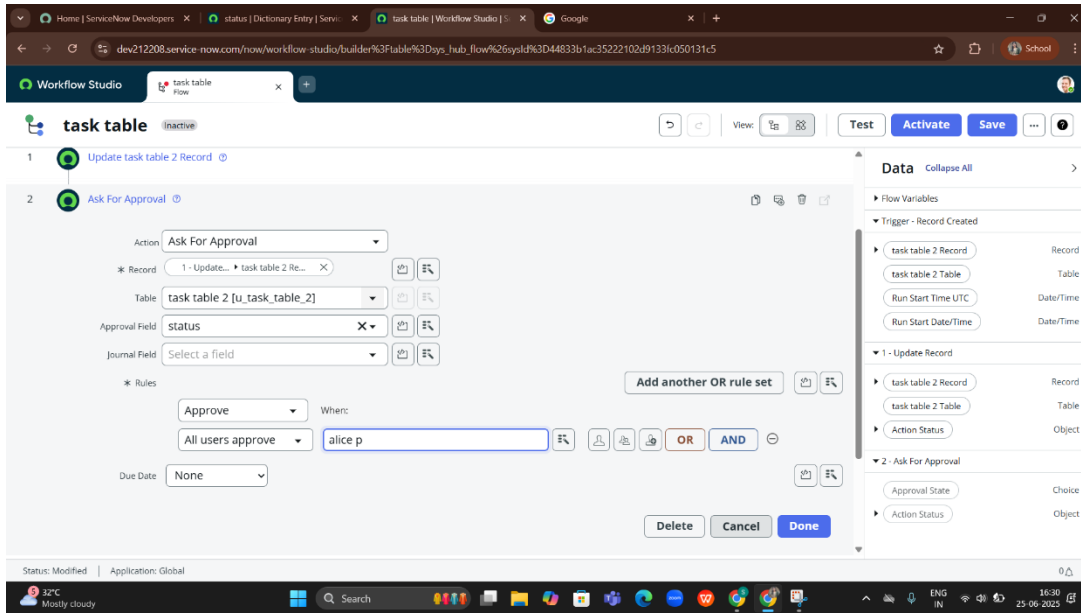 Home | ServiceNow Developers
status | Dictionary Entry | Servic
task table | Workflow Studio | S
Google
dev212208.service-now.com/now/workflow-studio/builder%3Ftable%3Dsys_hub_flow%26sysId%3D44833b1ac35222102d9133fc050131c5
School
Workflow Studio
task table
Flow
task table Inactive
View:
Test Activate Save
1 Update task table 2 Record
2 Ask For Approval
Action Ask For Approval
* Record 1 - Update... ▸ task table 2 Re...
Table task table 2 [u_task_table_2]
Approval Field status
Journal Field Select a field
* Rules Add another OR rule set
Approve When:
All users approve alice p OR AND
Due Date None
Delete Cancel Done
Data Collapse All
Flow Variables
Trigger - Record Created
task table 2 Record Record
task table 2 Table Table
Run Start Time UTC Date/Time
Run Start Date/Time Date/Time
1 - Update Record
task table 2 Record Record
task table 2 Table Table
Action Status Object
2 - Ask For Approval
Approval State Choice
Action Status Object
Status: Modified | Application: Global
0
5
32°C
Mostly cloudy
Search
ENG
IN
16:30
25-06-2025